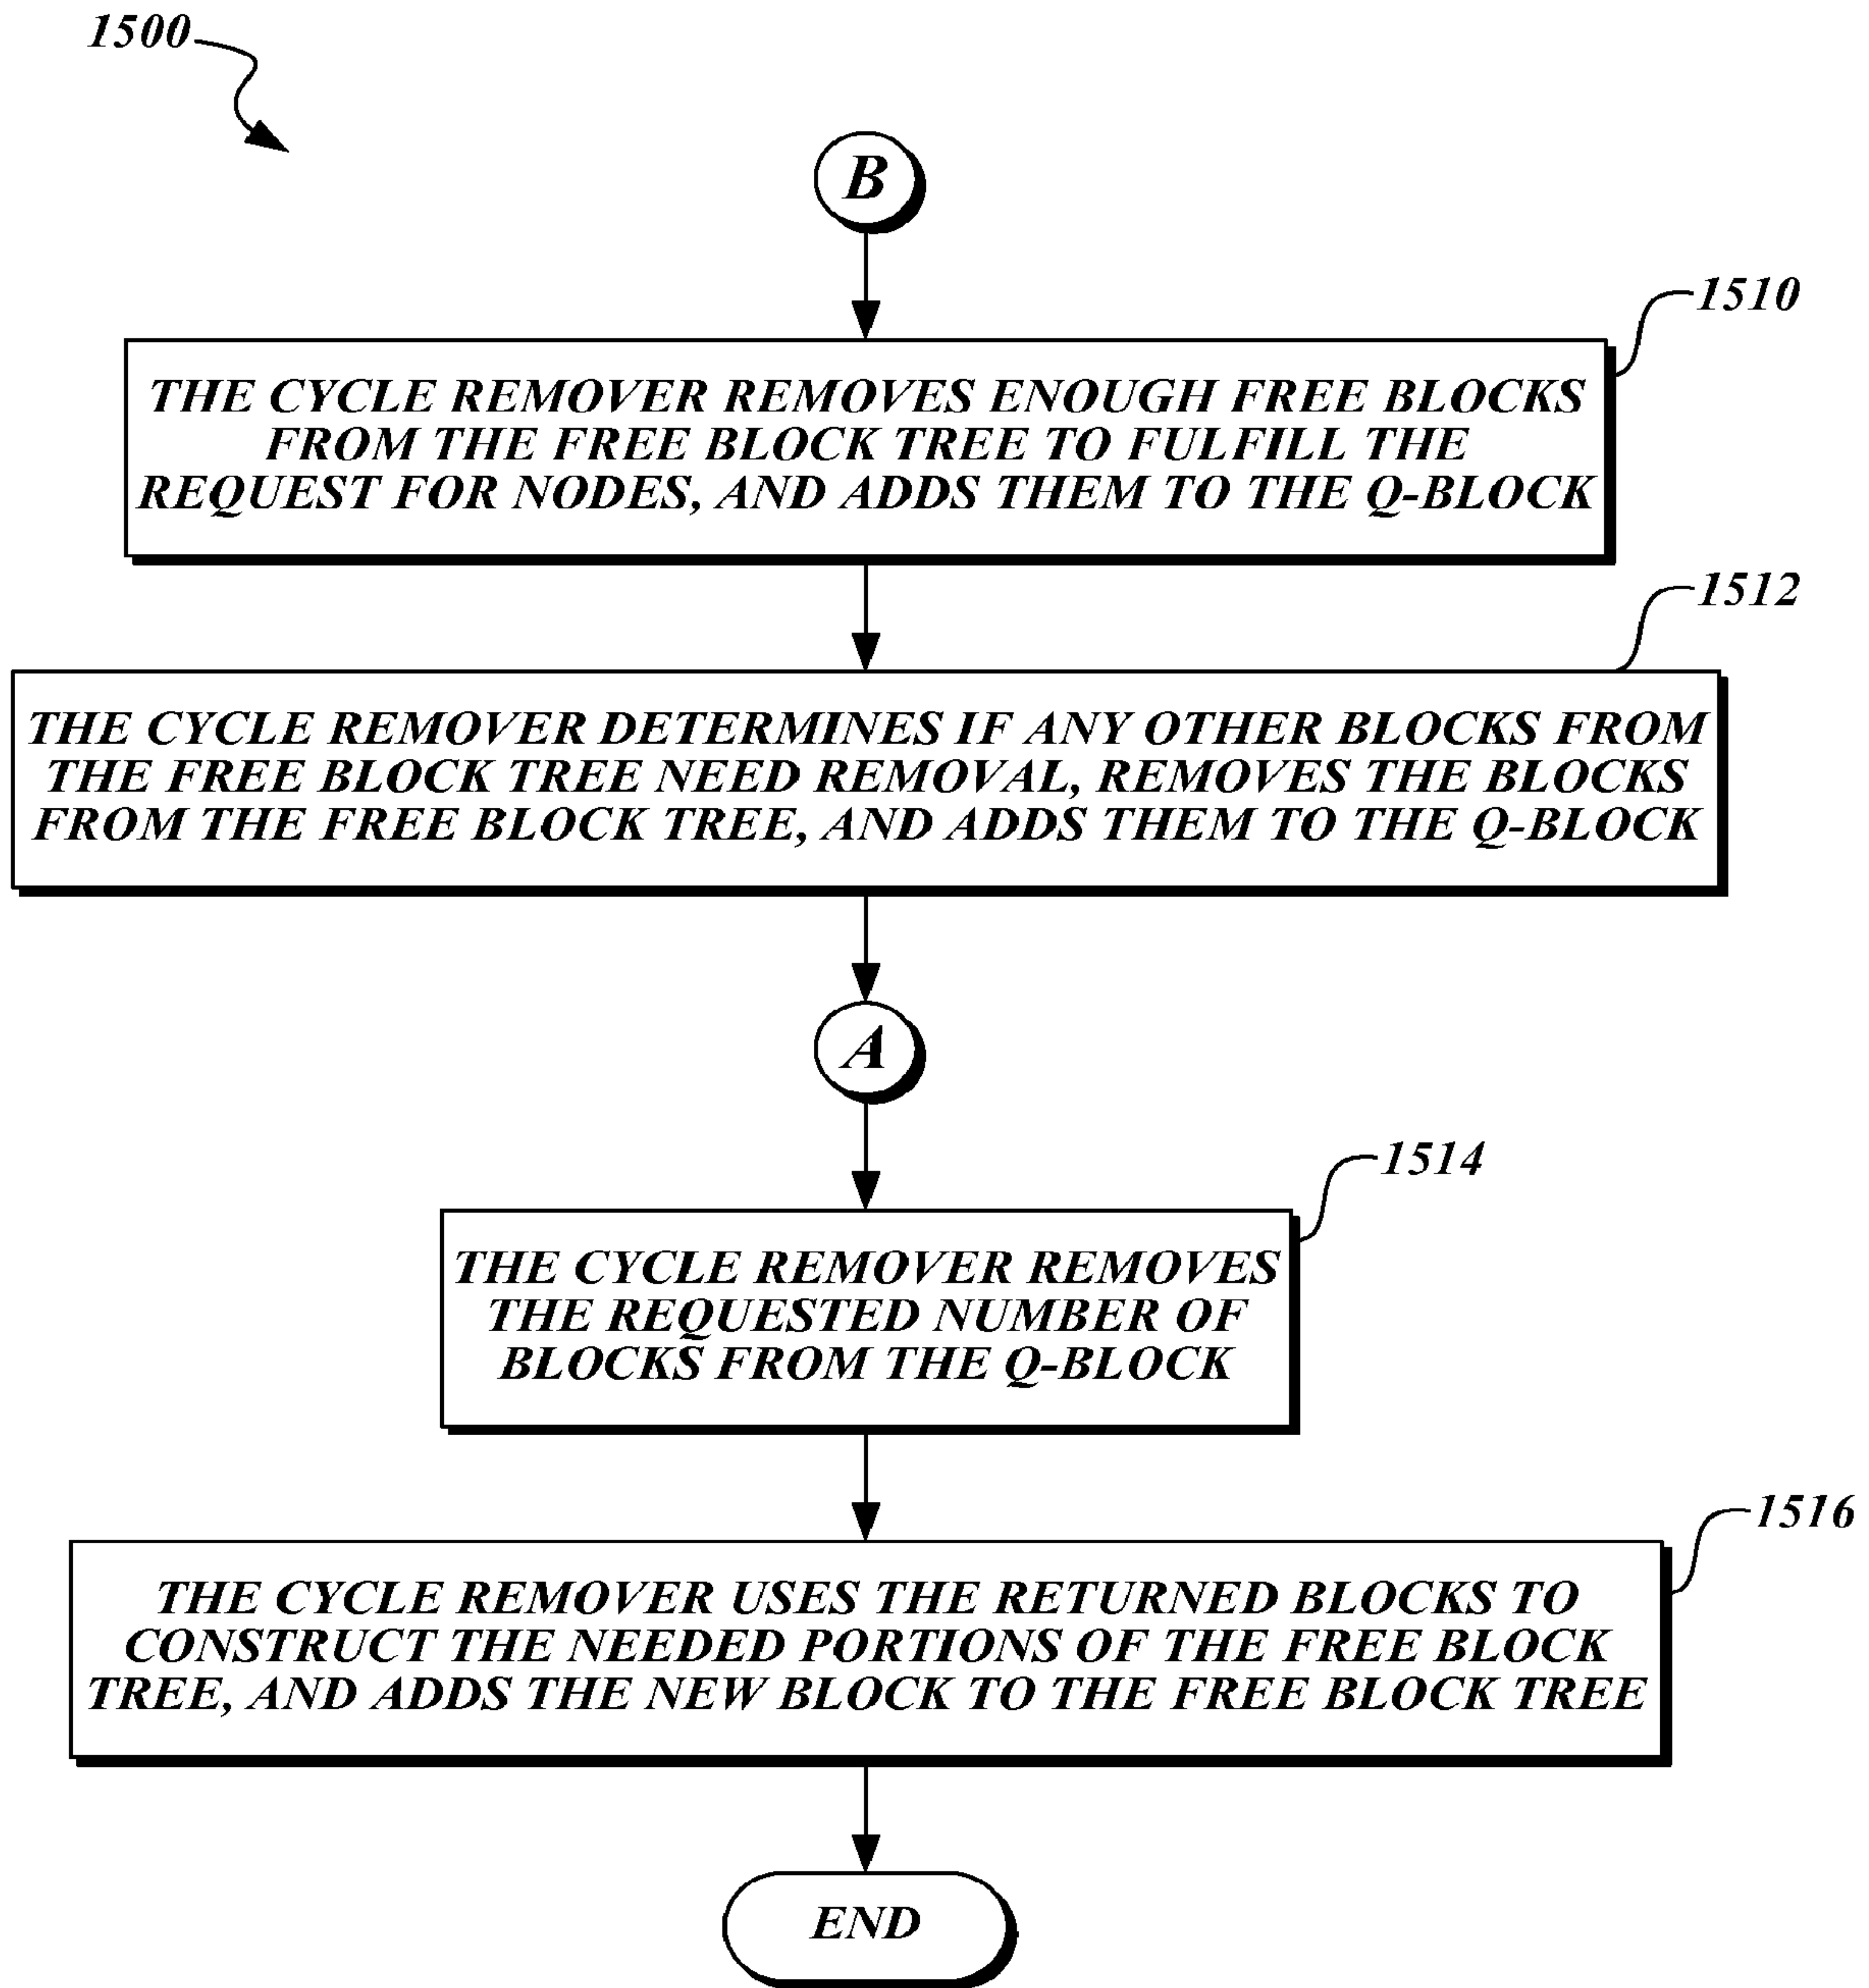 1500
B
1510
THE CYCLE REMOVER REMOVES ENOUGH FREE BLOCKS
FROM THE FREE BLOCK TREE TO FULFILL THE
REQUEST FOR NODES, AND ADDS THEM TO THE Q-BLOCK
1512
THE CYCLE REMOVER DETERMINES IF ANY OTHER BLOCKS FROM
THE FREE BLOCK TREE NEED REMOVAL, REMOVES THE BLOCKS
FROM THE FREE BLOCK TREE, AND ADDS THEM TO THE Q-BLOCK
A
1514
THE CYCLE REMOVER REMOVES
THE REQUESTED NUMBER OF
BLOCKS FROM THE Q-BLOCK
1516
THE CYCLE REMOVER USES THE RETURNED BLOCKS TO
CONSTRUCT THE NEEDED PORTIONS OF THE FREE BLOCK
TREE, AND ADDS THE NEW BLOCK TO THE FREE BLOCK TREE
END